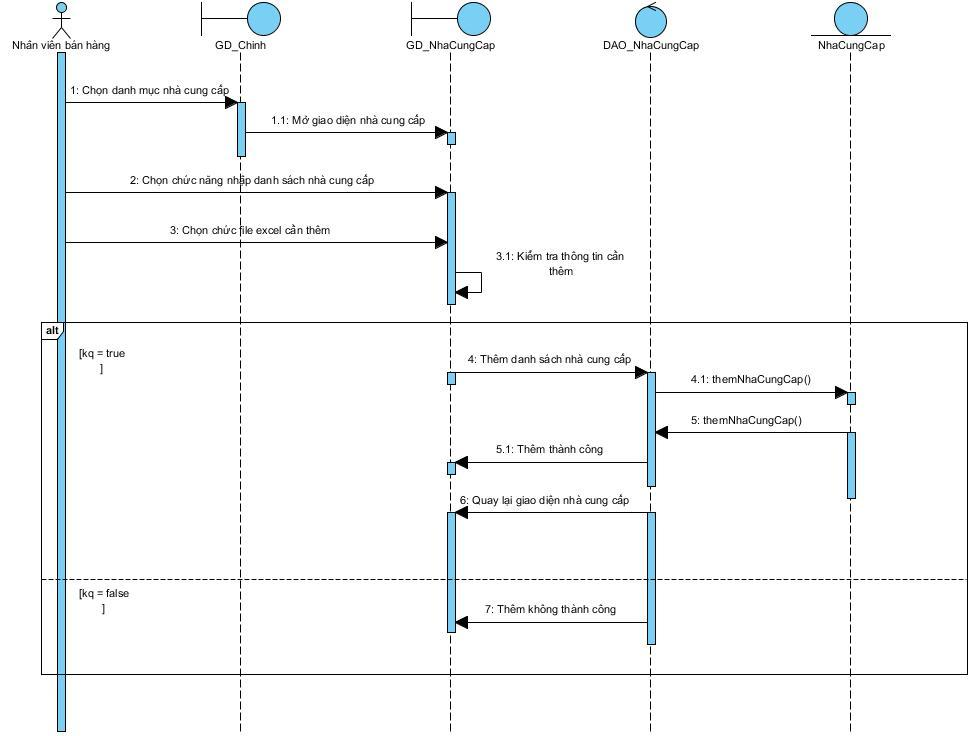 Nhân viên bán hàng
GD_Chinh
GD_NhaCungCap
DAO_NhaCungCap
NhaCungCap
1: Chọn danh mục nhà cung cấp
1.1: Mở giao diện nhà cung cấp
2: Chọn chức năng nhập danh sách nhà cung cấp
3: Chọn chức file excel cần thêm
3.1: Kiểm tra thông tin cần
thêm
alt
[kq = true
]
4: Thêm danh sách nhà cung cấp
4.1: themNhaCungCap()
5: themNhaCungCap()
5.1: Thêm thành công
6: Quay lại giao diện nhà cung cấp
[kq = false
]
7: Thêm không thành công